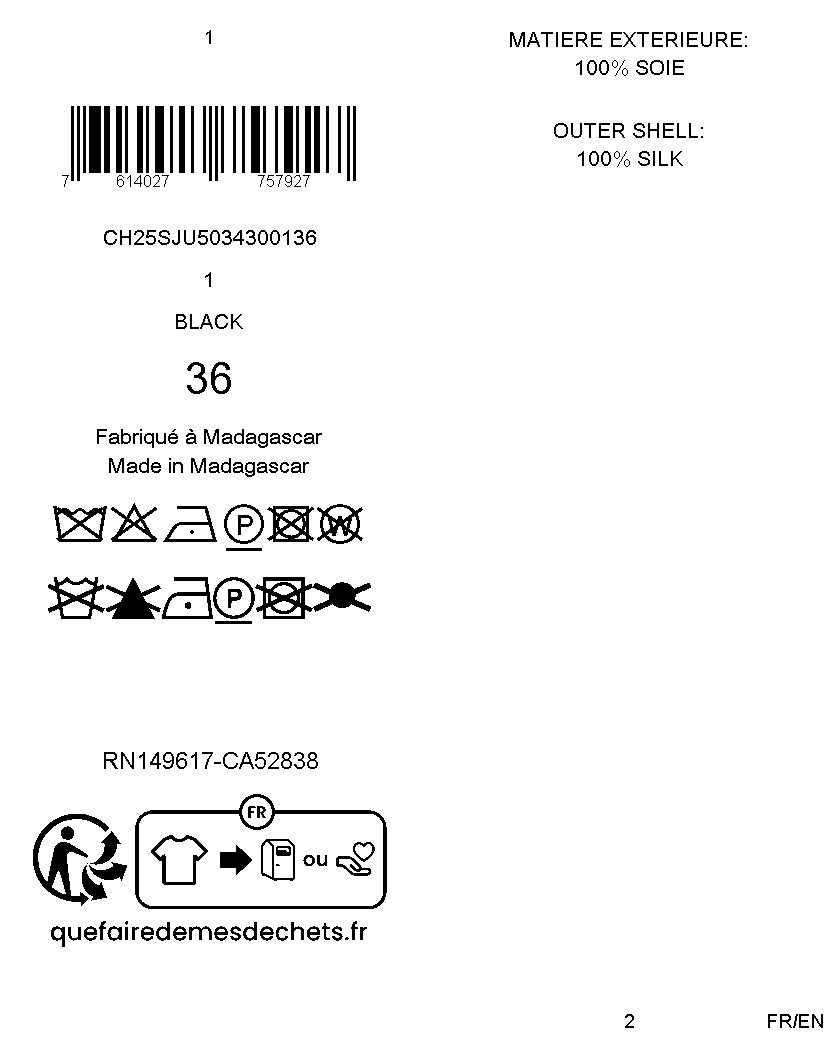 1
7 614027 757927
CH25SJU5034300136
1
BLACK
36
Fabriqué à Madagascar
Made in Madagascar
P W
P
RN149617-CA52838
FR
ou
quefairedemesdechets.fr
MATIERE EXTERIEURE:
100% SOIE
OUTER SHELL:
100% SILK
2 FR/EN